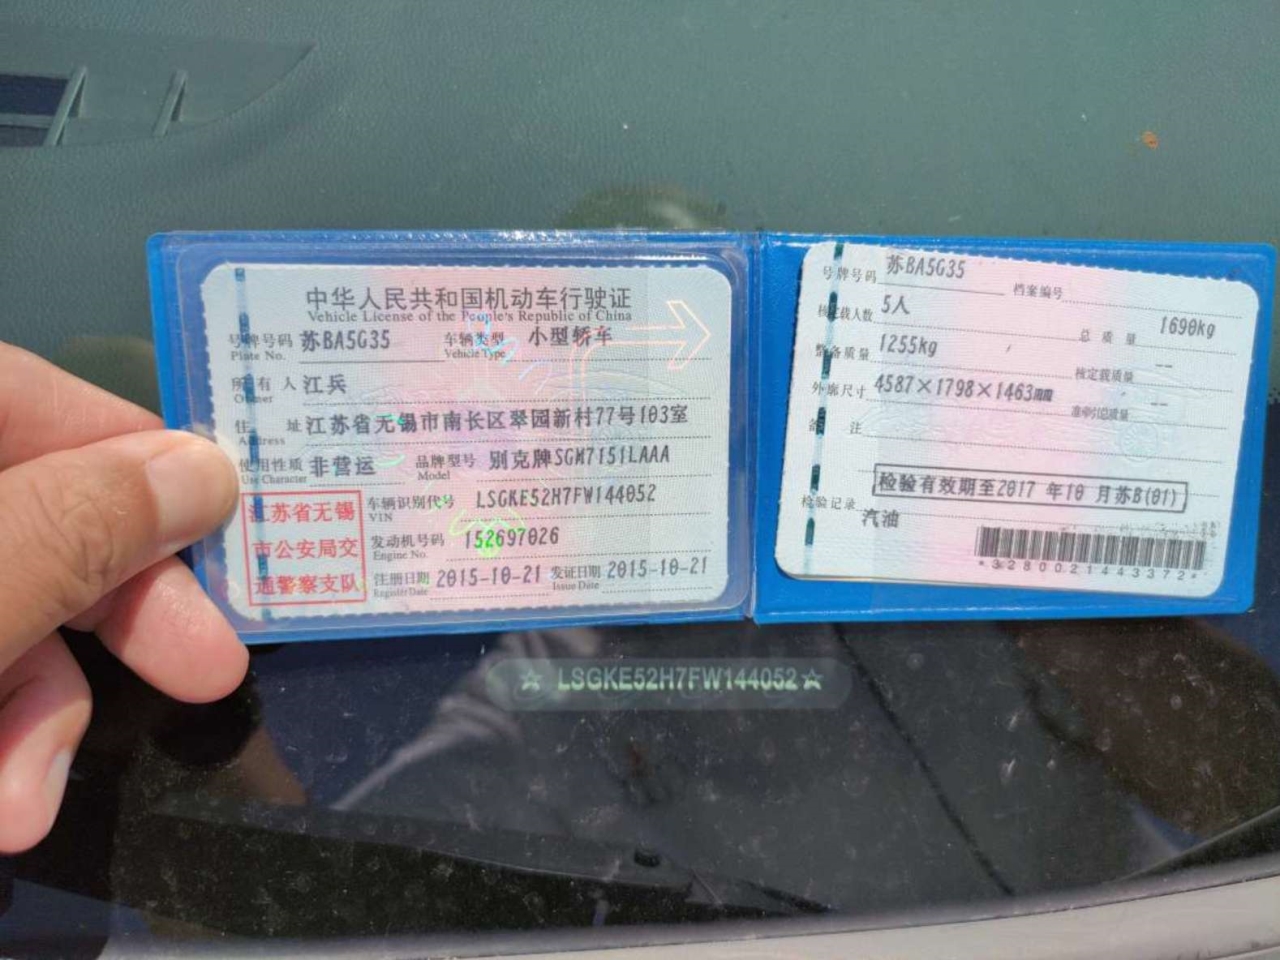 中华人民共和国机动车行驶证
Vehicle License of the People's Republic of China
号牌号码 苏BA5G35 车辆类型 小型轿车
Plate No. Vehicle Type
所有人 江兵
Owner
住址 江苏省无锡市南长区翠园新村77号103室
Address
使用性质 非营运 品牌型号 别克牌SGM7151LAAA
Use Character Model
江苏省无锡
市公安局交
通警察支队
车辆识别代号 LSGKE52H7FW144052
VIN
发动机号码 152697026
Engine No.
注册日期 2015-10-21 发证日期 2015-10-21
Register Date Issue Date
号牌号码 苏BA5G35 档案编号
核定载人数 5人 总质量 1690kg
整备质量 1255kg 核定载质量 --
外廓尺寸 4587×1798×1463mm 准牵引总质量 --
备注
检验有效期至2017 年10 月苏B(01)
检验记录
汽油
*3280021443372*
☆ LSGKE52H7FW144052 ☆